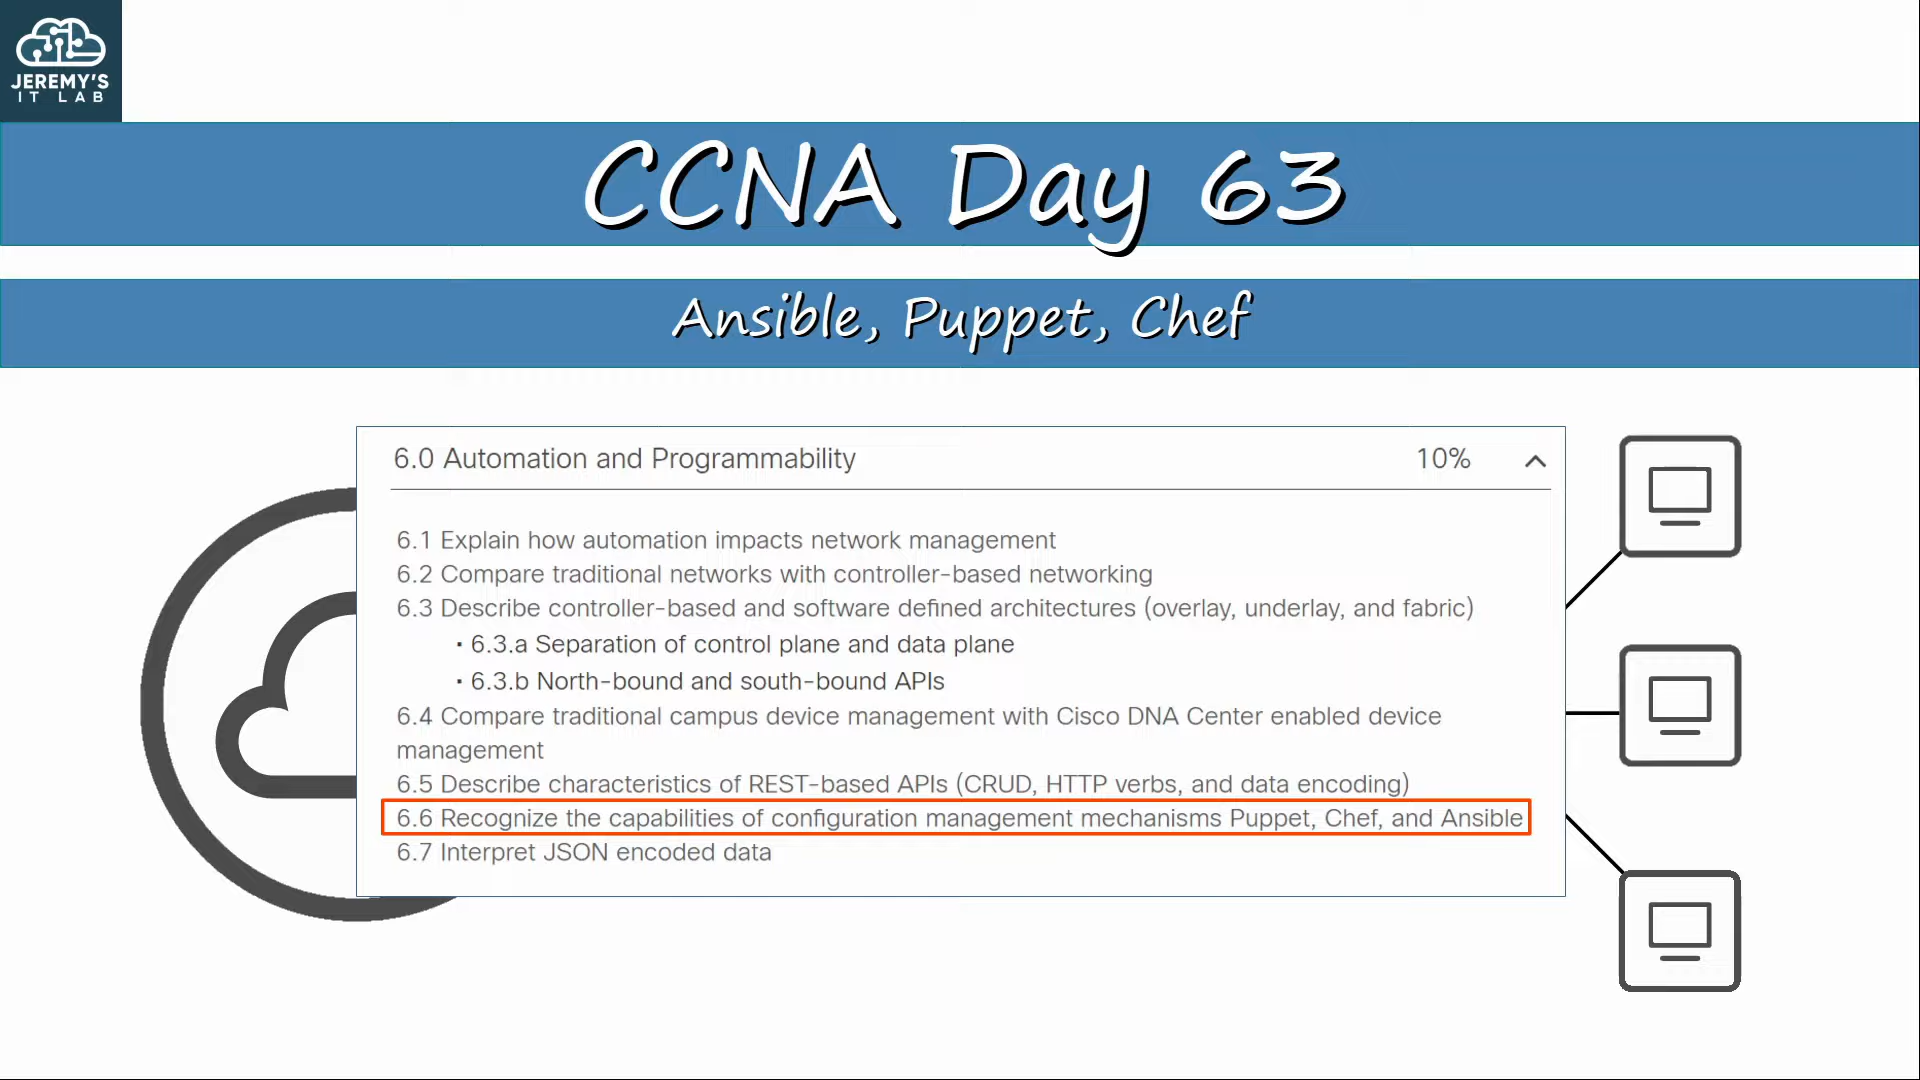 JEREMY'S
IT LAB
CCNA Day 63
Ansible, Puppet, Chef
6.0 Automation and Programmability 10%
6.1 Explain how automation impacts network management
6.2 Compare traditional networks with controller-based networking
6.3 Describe controller-based and software defined architectures (overlay, underlay, and fabric)
• 6.3.a Separation of control plane and data plane
• 6.3.b North-bound and south-bound APIs
6.4 Compare traditional campus device management with Cisco DNA Center enabled device
management
6.5 Describe characteristics of REST-based APIs (CRUD, HTTP verbs, and data encoding)
6.6 Recognize the capabilities of configuration management mechanisms Puppet, Chef, and Ansible
6.7 Interpret JSON encoded data